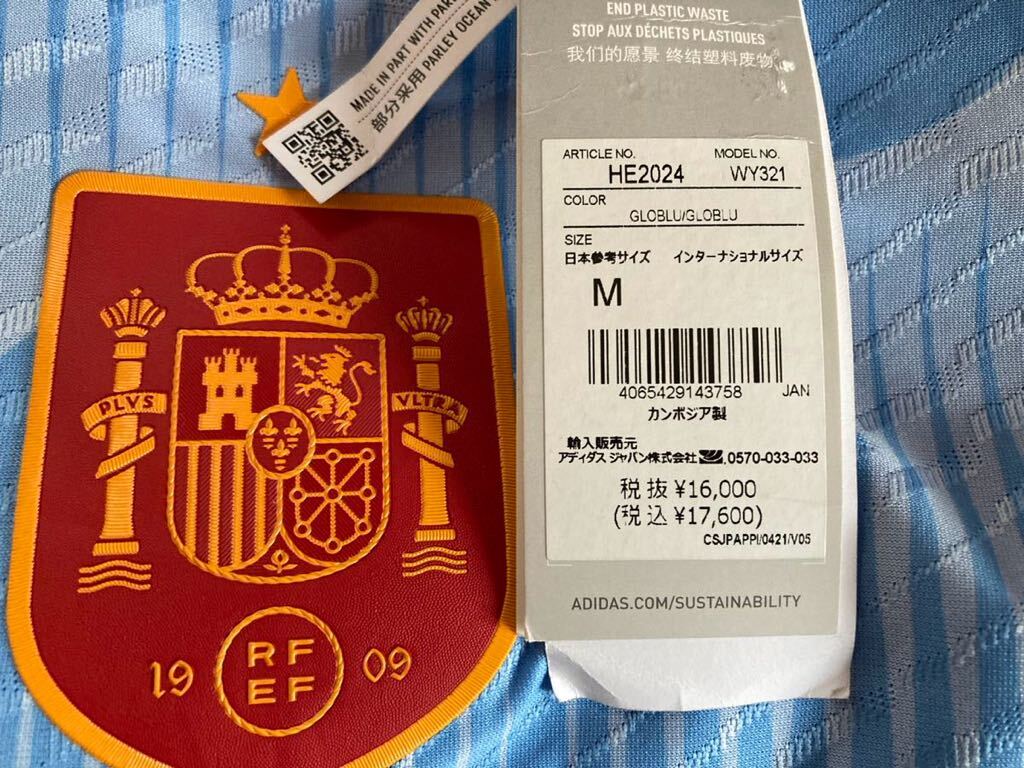 MADE IN PART WITH PAR
部分采用 PARLEY OCEAN
END PLASTIC WASTE
STOP AUX DÉCHETS PLASTIQUES
我们的愿景 终结塑料废物
ARTICLE NO. MODEL NO.
HE2024 WY321
COLOR
GLOBLU/GLOBLU
SIZE
日本参考サイズ インターナショナルサイズ
M
4065429143758 JAN
カンボジア製
輸入販売元
アディダス ジャパン株式会社 0570-033-033
税抜 ¥16,000
(税込 ¥17,600)
CSJPAPPI/0421/V05
ADIDAS.COM/SUSTAINABILITY
PLVS VLTRA
19 RF 09
EF